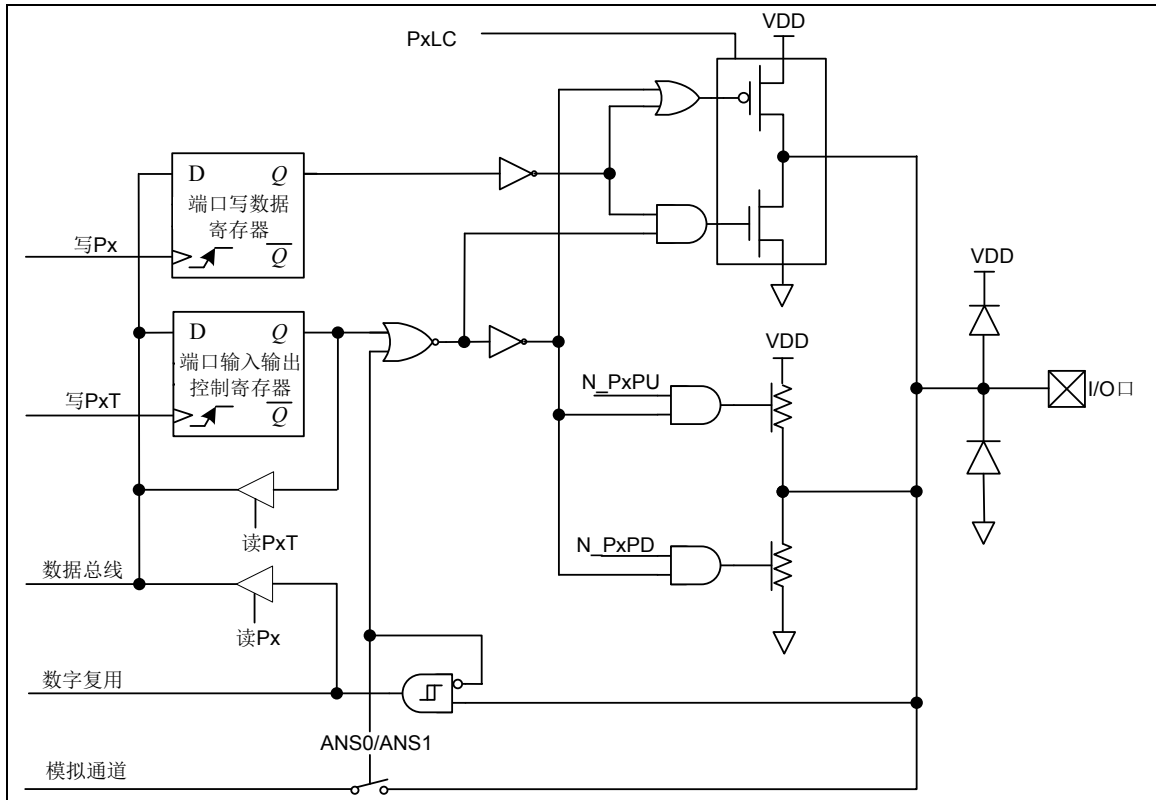 PxLC
VDD
D Q
端口写数据
寄存器
Q
写Px
VDD
D Q
端口输入输出
控制寄存器
Q
写PxT
VDD
N_PxPU
I/O口
读PxT
N_PxPD
数据总线
读Px
数字复用
ANS0/ANS1
模拟通道